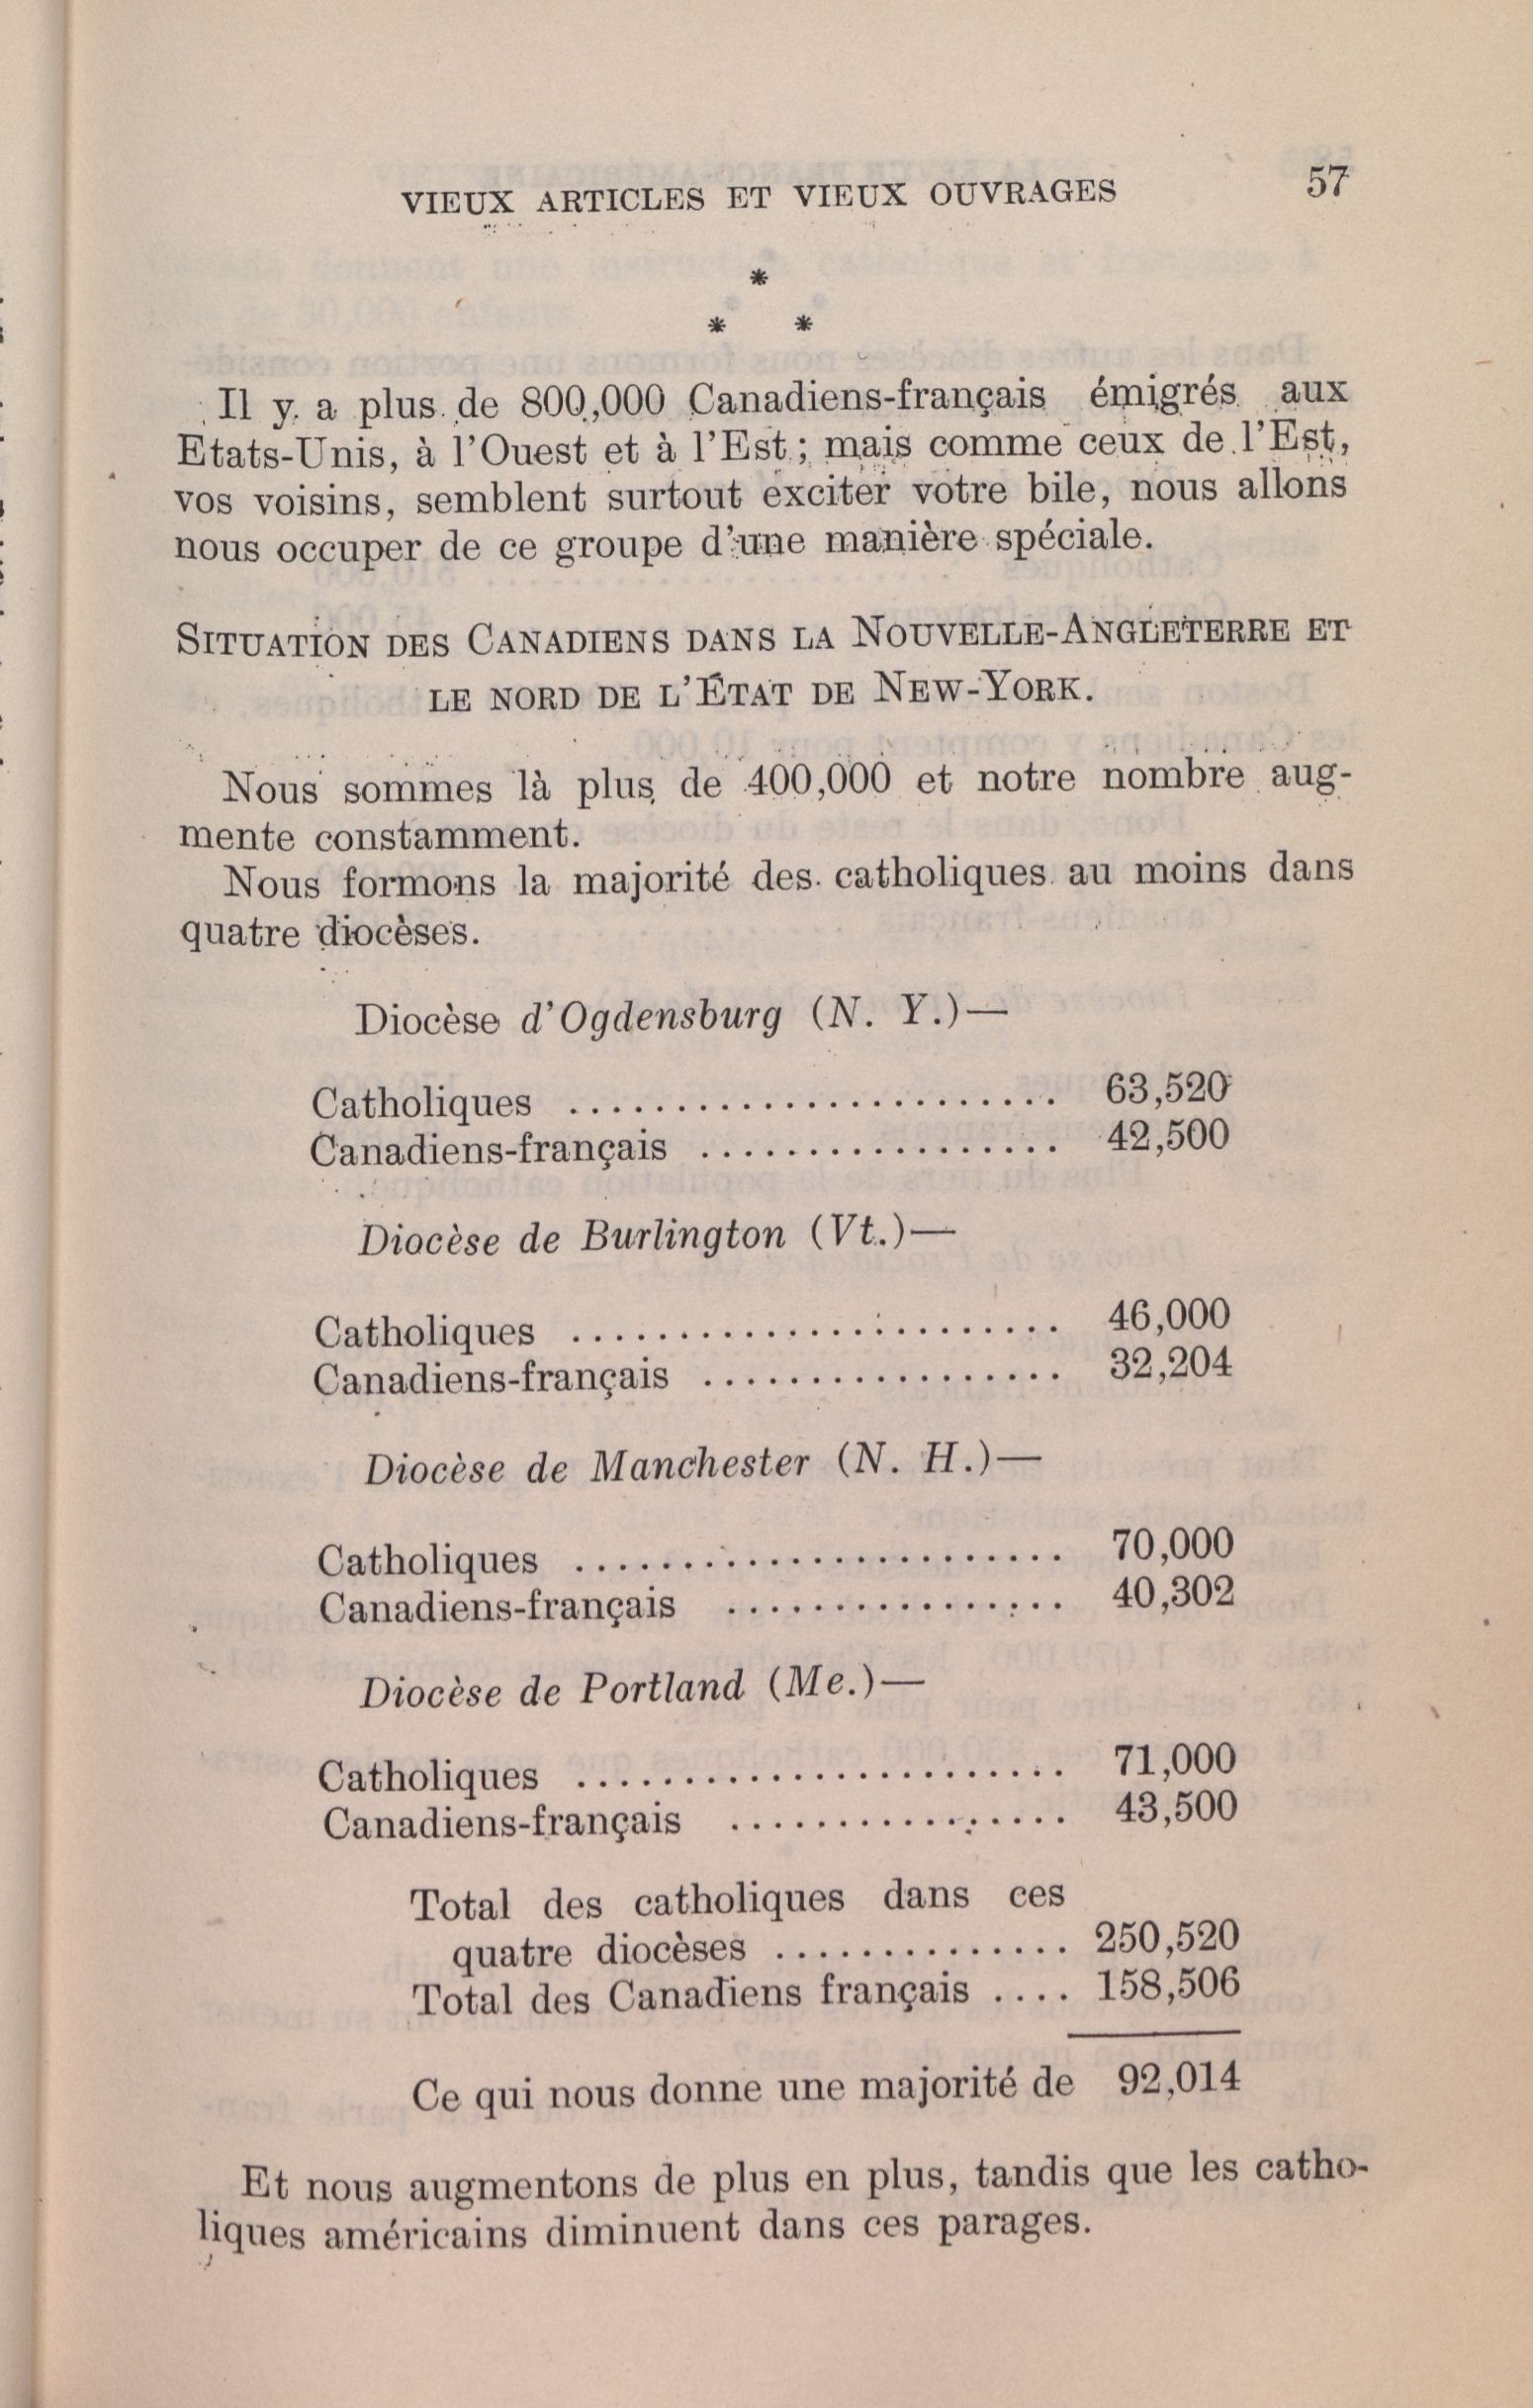 VIEUX ARTICLES ET VIEUX OUVRAGES 57
*
* *
Il y a plus de 800,000 Canadiens-français émigrés aux
Etats-Unis, à l'Ouest et à l'Est ; mais comme ceux de l'Est,
vos voisins, semblent surtout exciter votre bile, nous allons
nous occuper de ce groupe d'une manière spéciale.
SITUATION DES CANADIENS DANS LA NOUVELLE-ANGLETERRE ET
LE NORD DE L'ÉTAT DE NEW-YORK.
Nous sommes là plus de 400,000 et notre nombre aug-
mente constamment.
Nous formons la majorité des catholiques au moins dans
quatre diocèses.
Diocèse d'Ogdensburg (N. Y.)—
Catholiques ....................... 63,520
Canadiens-français ................. 42,500
Diocèse de Burlington (Vt.)—
Catholiques ....................... 46,000
Canadiens-français ................. 32,204
Diocèse de Manchester (N. H.)—
Catholiques ....................... 70,000
Canadiens-français ................ 40,302
Diocèse de Portland (Me.)—
Catholiques ....................... 71,000
Canadiens-français ................ 43,500
Total des catholiques dans ces
quatre diocèses .............. 250,520
Total des Canadiens français .... 158,506
Ce qui nous donne une majorité de 92,014
Et nous augmentons de plus en plus, tandis que les catho-
liques américains diminuent dans ces parages.